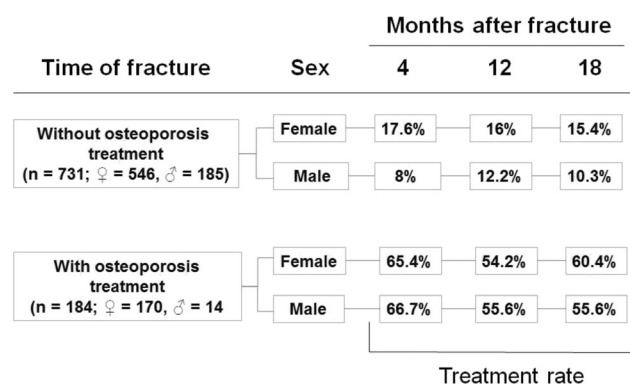 Months after fracture
Time of fracture Sex 4 12 18
Without osteoporosis
treatment
(n = 731; ♀ = 546, ♂ = 185)
Female 17.6% 16% 15.4%
Male 8% 12.2% 10.3%
With osteoporosis
treatment
(n = 184; ♀ = 170, ♂ = 14
Female 65.4% 54.2% 60.4%
Male 66.7% 55.6% 55.6%
Treatment rate